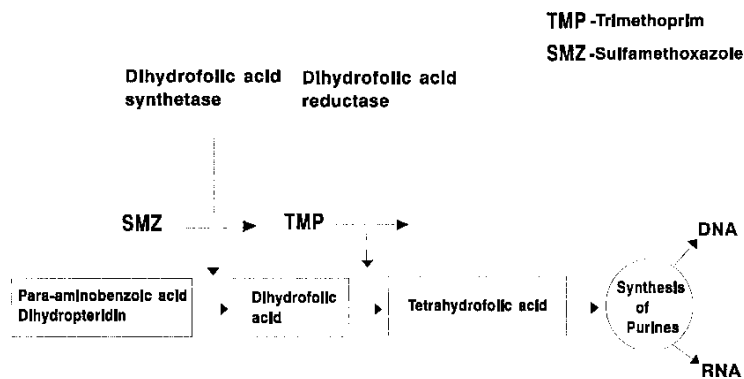 TMP-Trimethoprim
SMZ-Sulfamethoxazole
Dihydrofolic acid
synthetase
Dihydrofolic acid
reductase
SMZ
TMP
DNA
Para-aminobenzoic acid
Dihydropteridin
Dihydrofolic
acid
Tetrahydrofolic acid
Synthesis
of
Purines
RNA